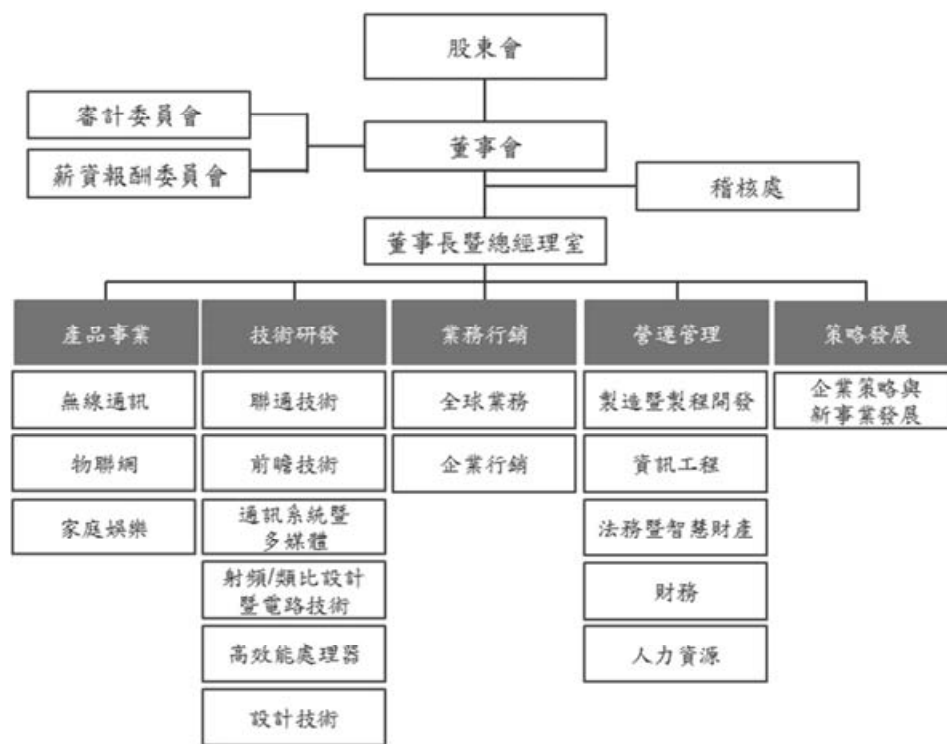 股東會
審計委員會
董事會
薪資報酬委員會
稽核處
董事長暨總經理室
產品事業
技術研發
業務行銷
營運管理
策略發展
無線通訊
聯通技術
全球業務
製造暨製程開發
企業策略與
新事業發展
物聯網
前瞻技術
企業行銷
資訊工程
家庭娛樂
通訊系統暨
多媒體
法務暨智慧財產
射頻/類比設計
暨電路技術
財務
高效能處理器
人力資源
設計技術